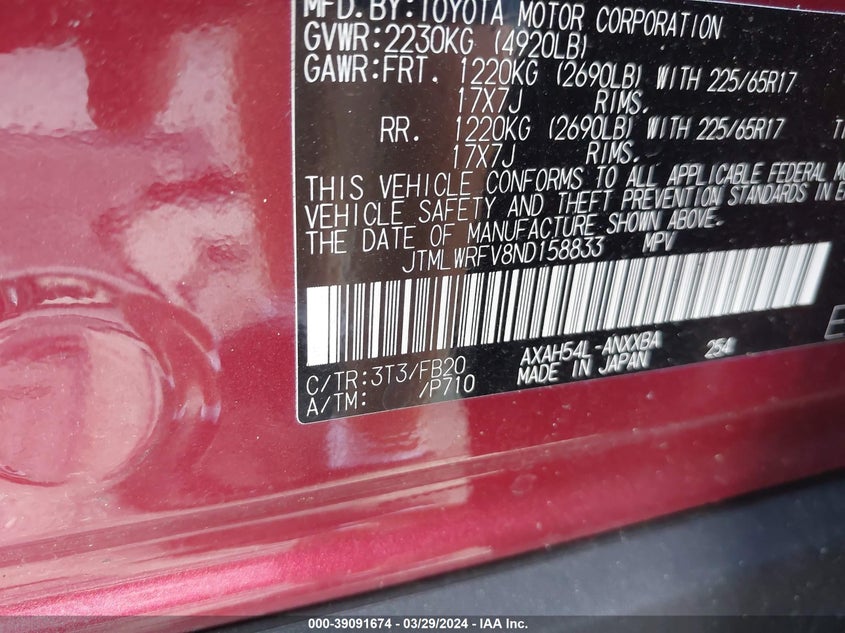 MFD.BY:TOYOTA MOTOR CORPORATION
GVWR:2230KG (4920LB)
GAWR:FRT. 1220KG (2690LB) WITH 225/65R17
17X7J RIMS.
RR. 1220KG (2690LB) WITH 225/65R17
17X7J RIMS.
THIS VEHICLE CONFORMS TO ALL APPLICABLE FEDERAL
VEHICLE SAFETY AND THEFT PREVENTION STANDARDS IN
THE DATE OF MANUFACTURE SHOWN ABOVE.
JTMLWRFV8ND158833 MPV
C/TR:3T3/FB20 AXAH54L-ANXXBA 254
A/TM: /P710 MADE IN JAPAN
000-39091674 / 03/29/2024 - IAA Inc.